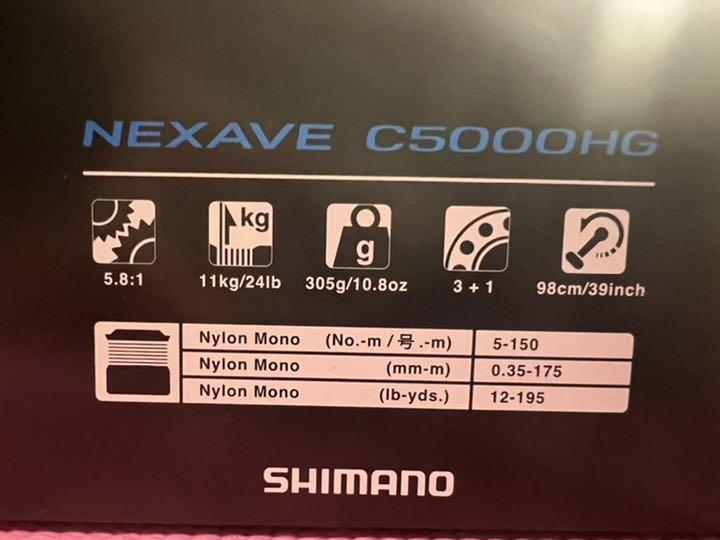 NEXAVE C5000HG
kg
g
5.8:1 11kg/24lb 305g/10.8oz 3 + 1 98cm/39inch
Nylon Mono (No.-m / 号.-m) 5-150
Nylon Mono (mm-m) 0.35-175
Nylon Mono (lb-yds.) 12-195
SHIMANO